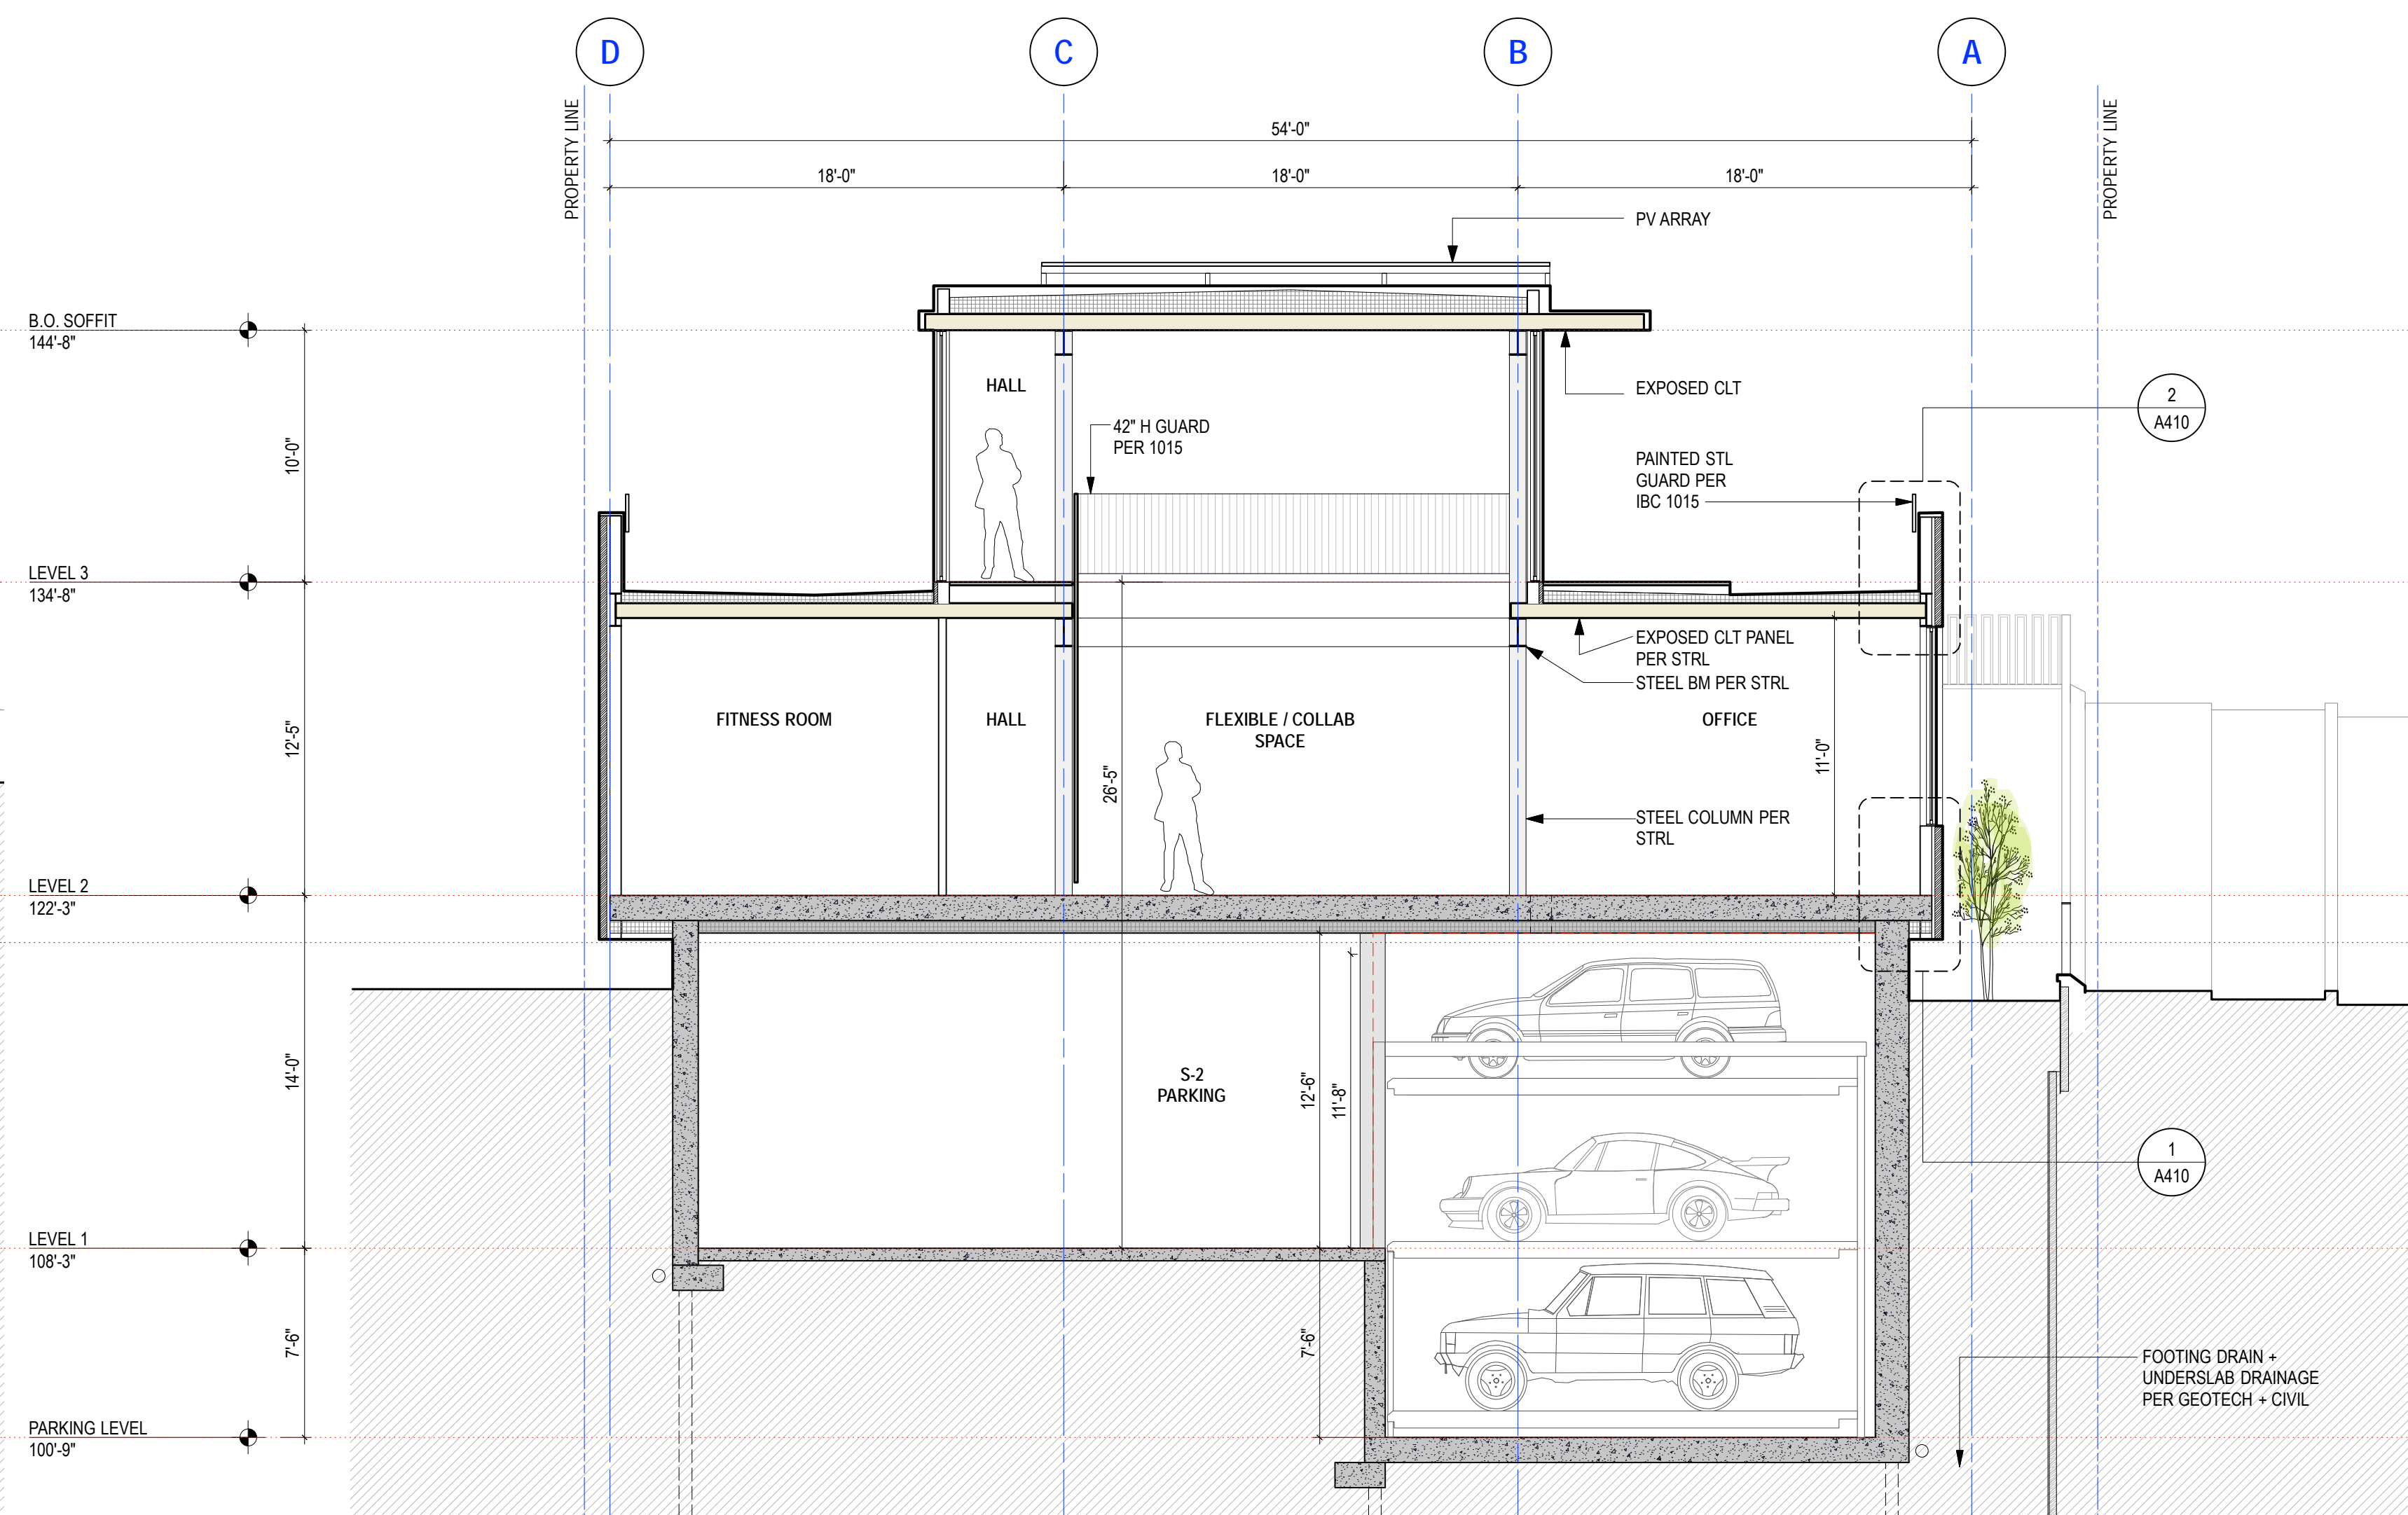 D
C
B
A
PROPERTY LINE
PROPERTY LINE
54'-0"
18'-0"
18'-0"
18'-0"
PV ARRAY
B.O. SOFFIT
144'-8"
HALL
EXPOSED CLT
2
A410
42" H GUARD
PER 1015
10'-0"
PAINTED STL
GUARD PER
IBC 1015
LEVEL 3
134'-8"
EXPOSED CLT PANEL
PER STRL
STEEL BM PER STRL
FITNESS ROOM
HALL
FLEXIBLE / COLLAB
SPACE
OFFICE
12'-5"
26'-5"
11'-0"
STEEL COLUMN PER
STRL
LEVEL 2
122'-3"
14'-0"
S-2
PARKING
12'-6"
11'-8"
1
A410
LEVEL 1
108'-3"
7'-6"
7'-6"
FOOTING DRAIN +
UNDERSLAB DRAINAGE
PER GEOTECH + CIVIL
PARKING LEVEL
100'-9"